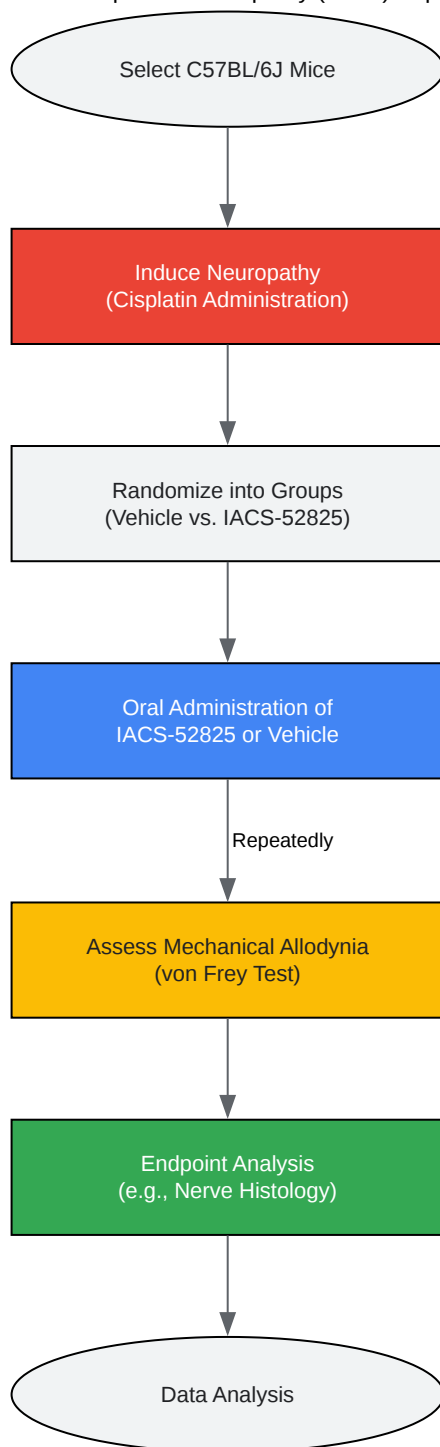 Select C57BL/6J Mice
Induce Neuropathy
(Cisplatin Administration)
Randomize into Groups
(Vehicle vs. IACS-52825)
Oral Administration of
IACS-52825 or Vehicle
Repeatedly
Assess Mechanical Allodynia
(von Frey Test)
Endpoint Analysis
(e.g., Nerve Histology)
Data Analysis